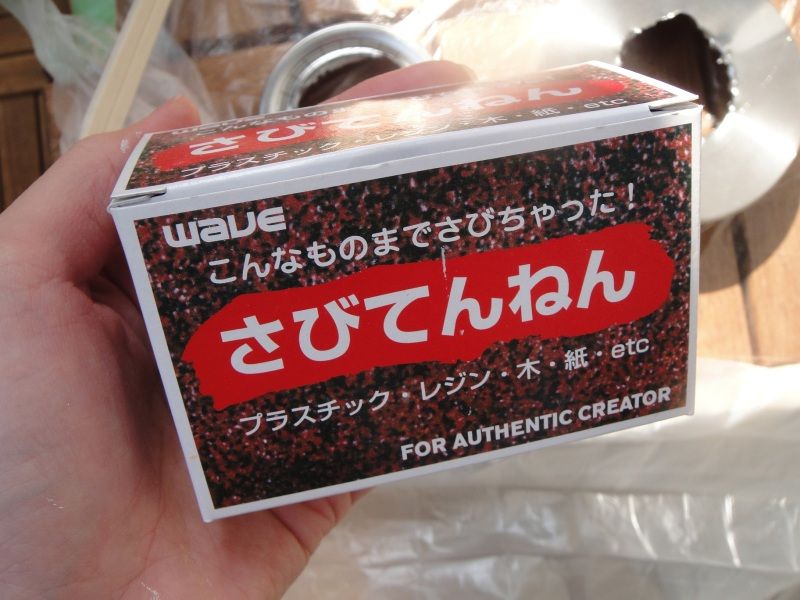 さびてんねん
プラスチック・レジン・木・紙・etc
wave
こんなものまでさびちゃった！
さびてんねん
プラスチック・レジン・木・紙・etc
FOR AUTHENTIC CREATOR